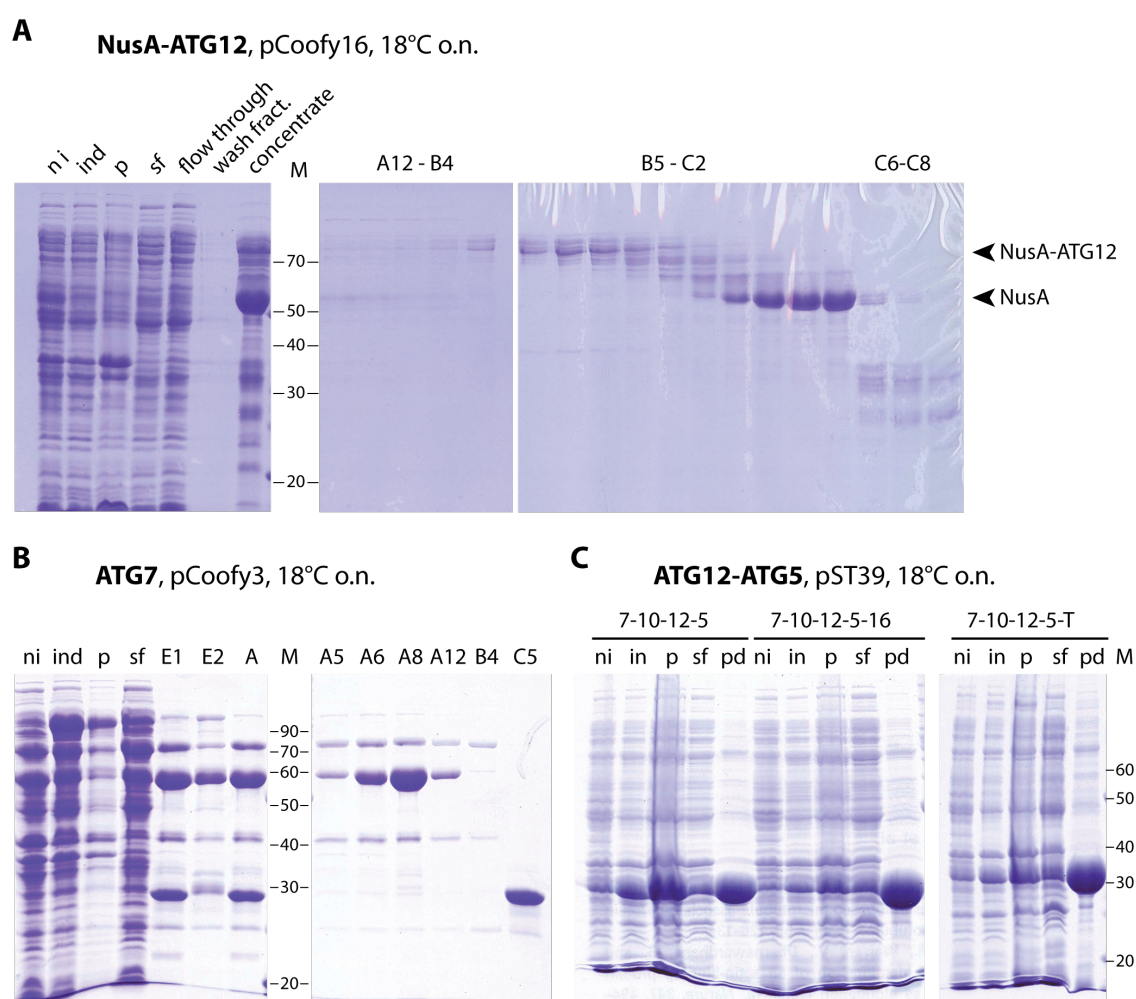 A
NusA-ATG12, pCoofy16, 18°C o.n.
n i ind p sf flow through wash fract. concentrate M A12 - B4 B5 - C2 C6-C8
–70–
–50–
–40–
–30–
–20–
NusA-ATG12
NusA
B
ATG7, pCoofy3, 18°C o.n.
ni ind p sf E1 E2 A M A5 A6 A8 A12 B4 C5
–90–
–70–
–60–
–50–
–40–
–30–
–20–
C
ATG12-ATG5, pST39, 18°C o.n.
7-10-12-5 7-10-12-5-16 7-10-12-5-T
ni in p sf pd ni in p sf pd ni in p sf pd M
–60
–50
–40
–30
–20